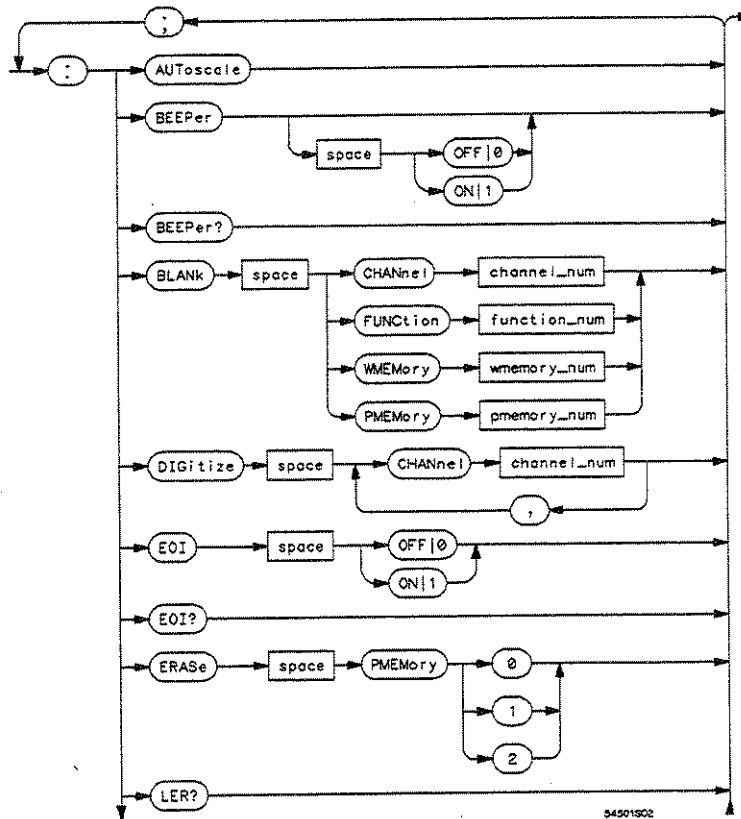 ;
:
AUToscale
BEEPer
space OFF|0
ON|1
BEEPer?
BLANk space CHANnel channel_num
FUNCtion function_num
WMEMory wmemory_num
PMEMory pmemory_num
DIGitize space CHANnel channel_num
,
EOI space OFF|0
ON|1
EOI?
ERASe space PMEMory 0
1
2
LER?
54501S02